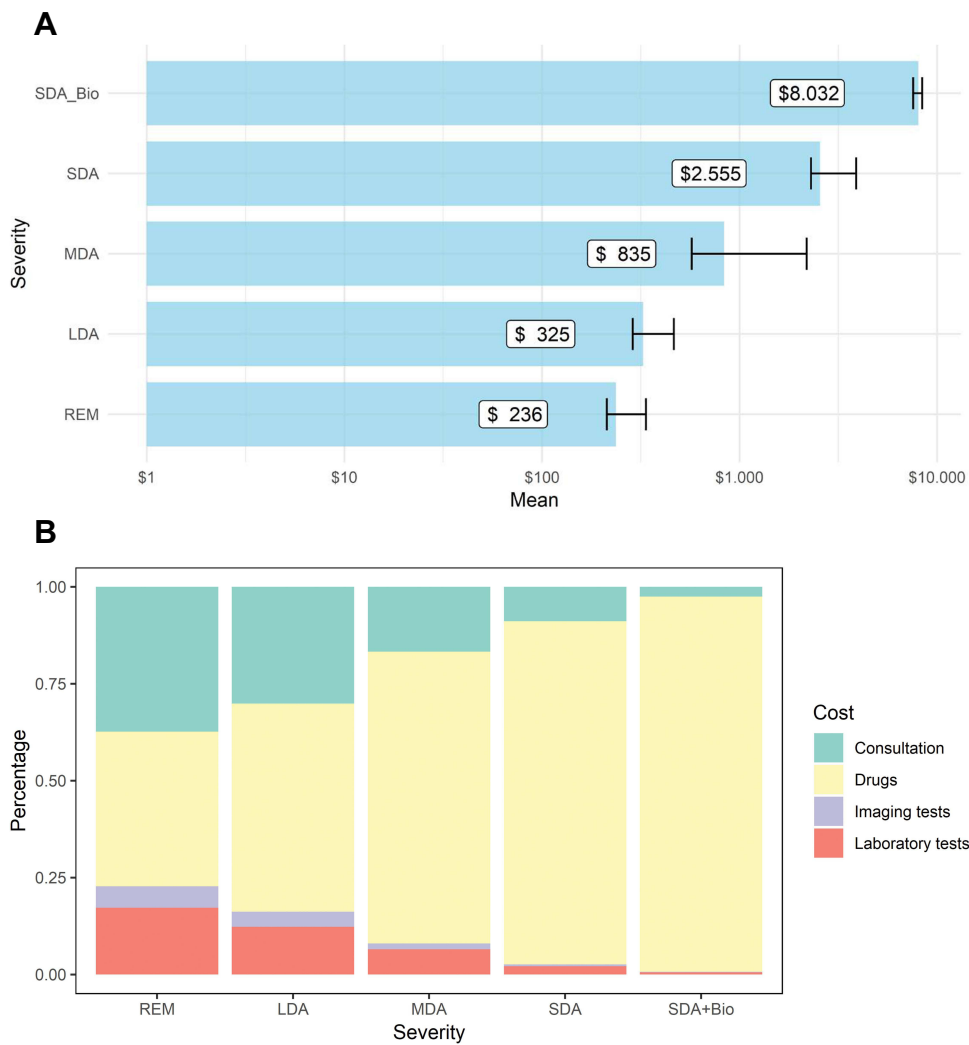 A
SDA_Bio
$8.032
SDA
$2.555
MDA
$ 835
LDA
$ 325
REM
$ 236
Severity
$1 $10 $100 $1.000 $10.000
Mean
B
1.00
0.75
0.50
0.25
0.00
Percentage
REM LDA MDA SDA SDA+Bio
Severity
Cost
Consultation
Drugs
Imaging tests
Laboratory tests